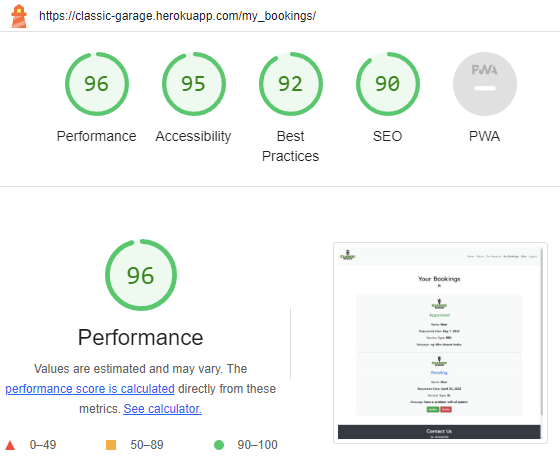 https://classic-garage.herokuapp.com/my_bookings/
96
95
92
90
PWA
Performance
Accessibility
Best
Practices
SEO
PWA
96
Performance
Values are estimated and may vary. The
performance score is calculated directly from these
metrics. See calculator.
0–49
50–89
90–100
Your Bookings
Approved
Pending
Contact Us